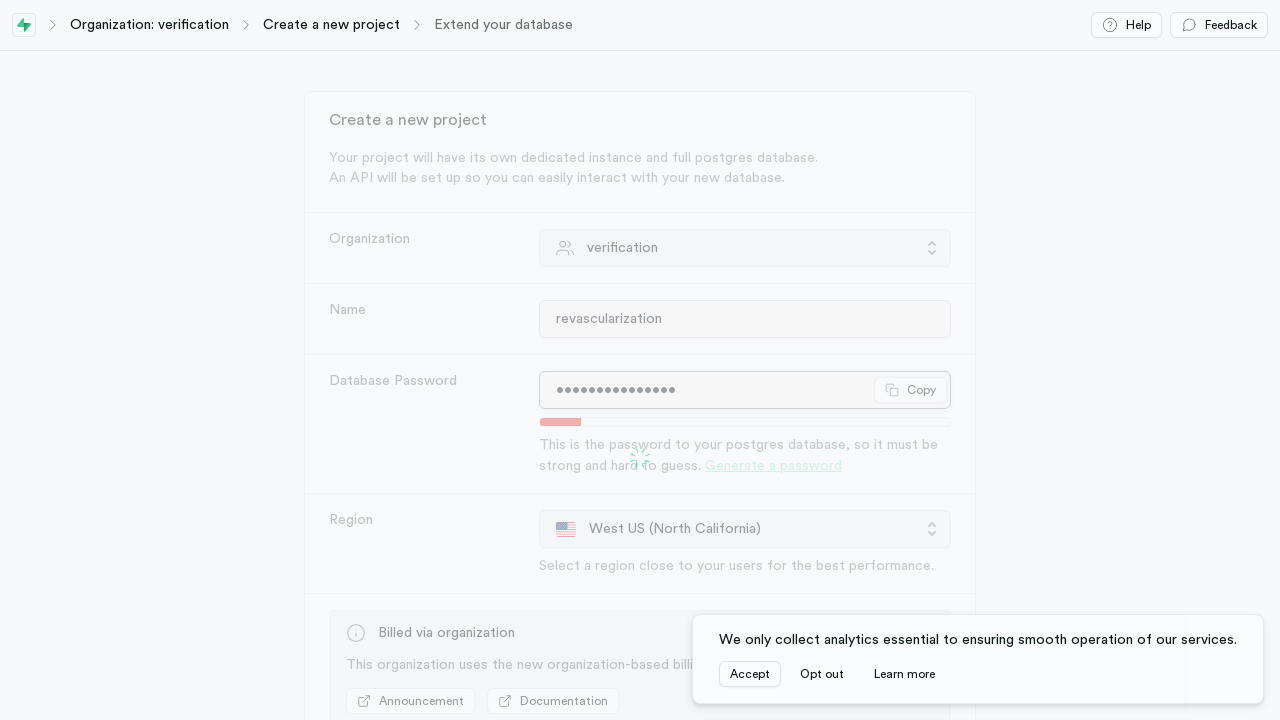 Organization: verification
Create a new project
Extend your database
Help
Feedback
Create a new project
Your project will have its own dedicated instance and full postgres database.
An API will be set up so you can easily interact with your new database.
Organization
verification
Name
revascularization
Database Password
•••••••••••••••
Copy
This is the password to your postgres database, so it must be
strong and hard to guess. Generate a password
Region
West US (North California)
Select a region close to your users for the best performance.
Billed via organization
This organization uses the new organization-based billi
Announcement
Documentation
We only collect analytics essential to ensuring smooth operation of our services.
Accept
Opt out
Learn more